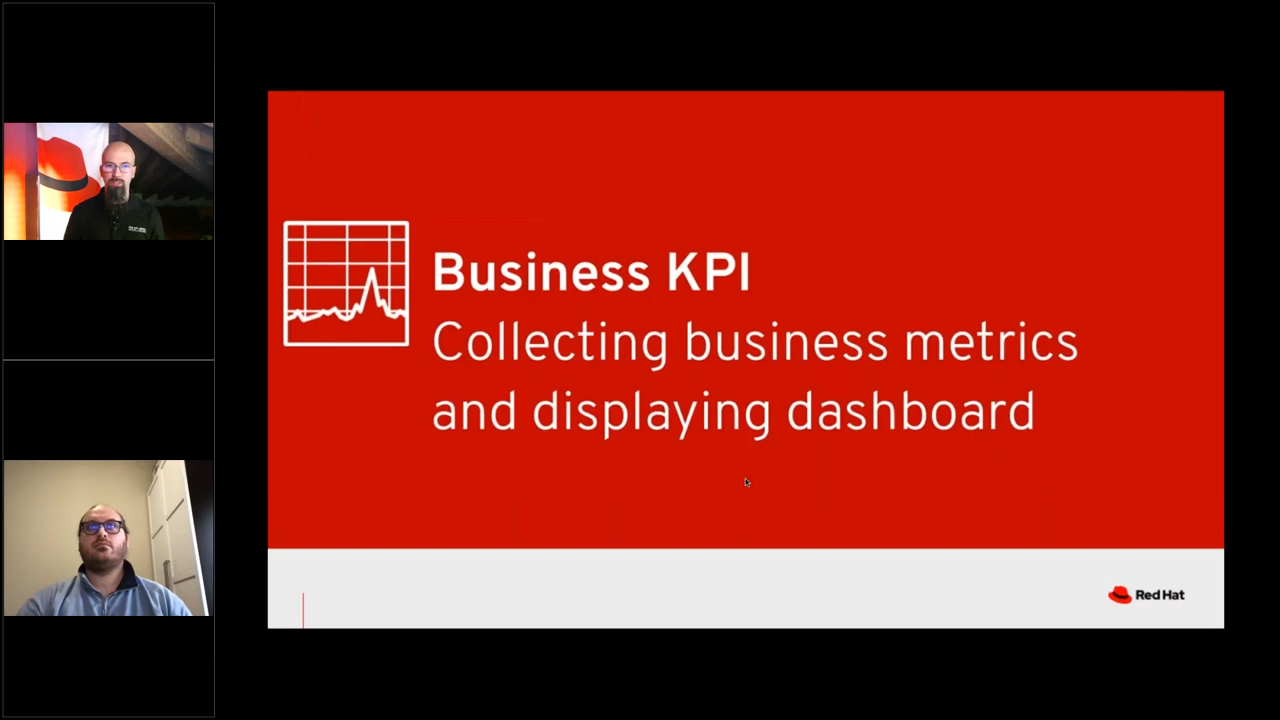 Business KPI
Collecting business metrics
and displaying dashboard
Red Hat